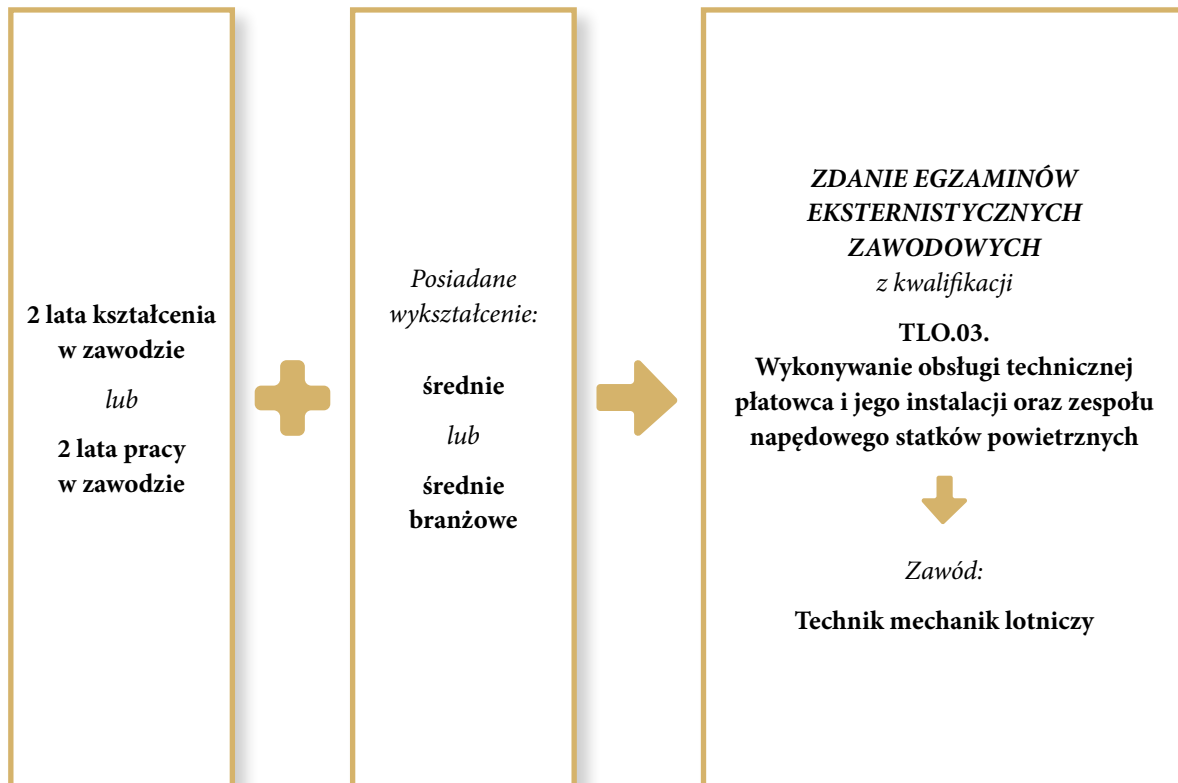 2 lata kształcenia
w zawodzie
lub
2 lata pracy
w zawodzie
Posiadane
wykształcenie:
średnie
lub
średnie
branżowe
ZDANIE EGZAMINÓW
EKSTERNISTYCZNYCH
ZAWODOWYCH
z kwalifikacji
TLO.03.
Wykonywanie obsługi technicznej
płatowca i jego instalacji oraz zespołu
napędowego statków powietrznych
Zawód:
Technik mechanik lotniczy